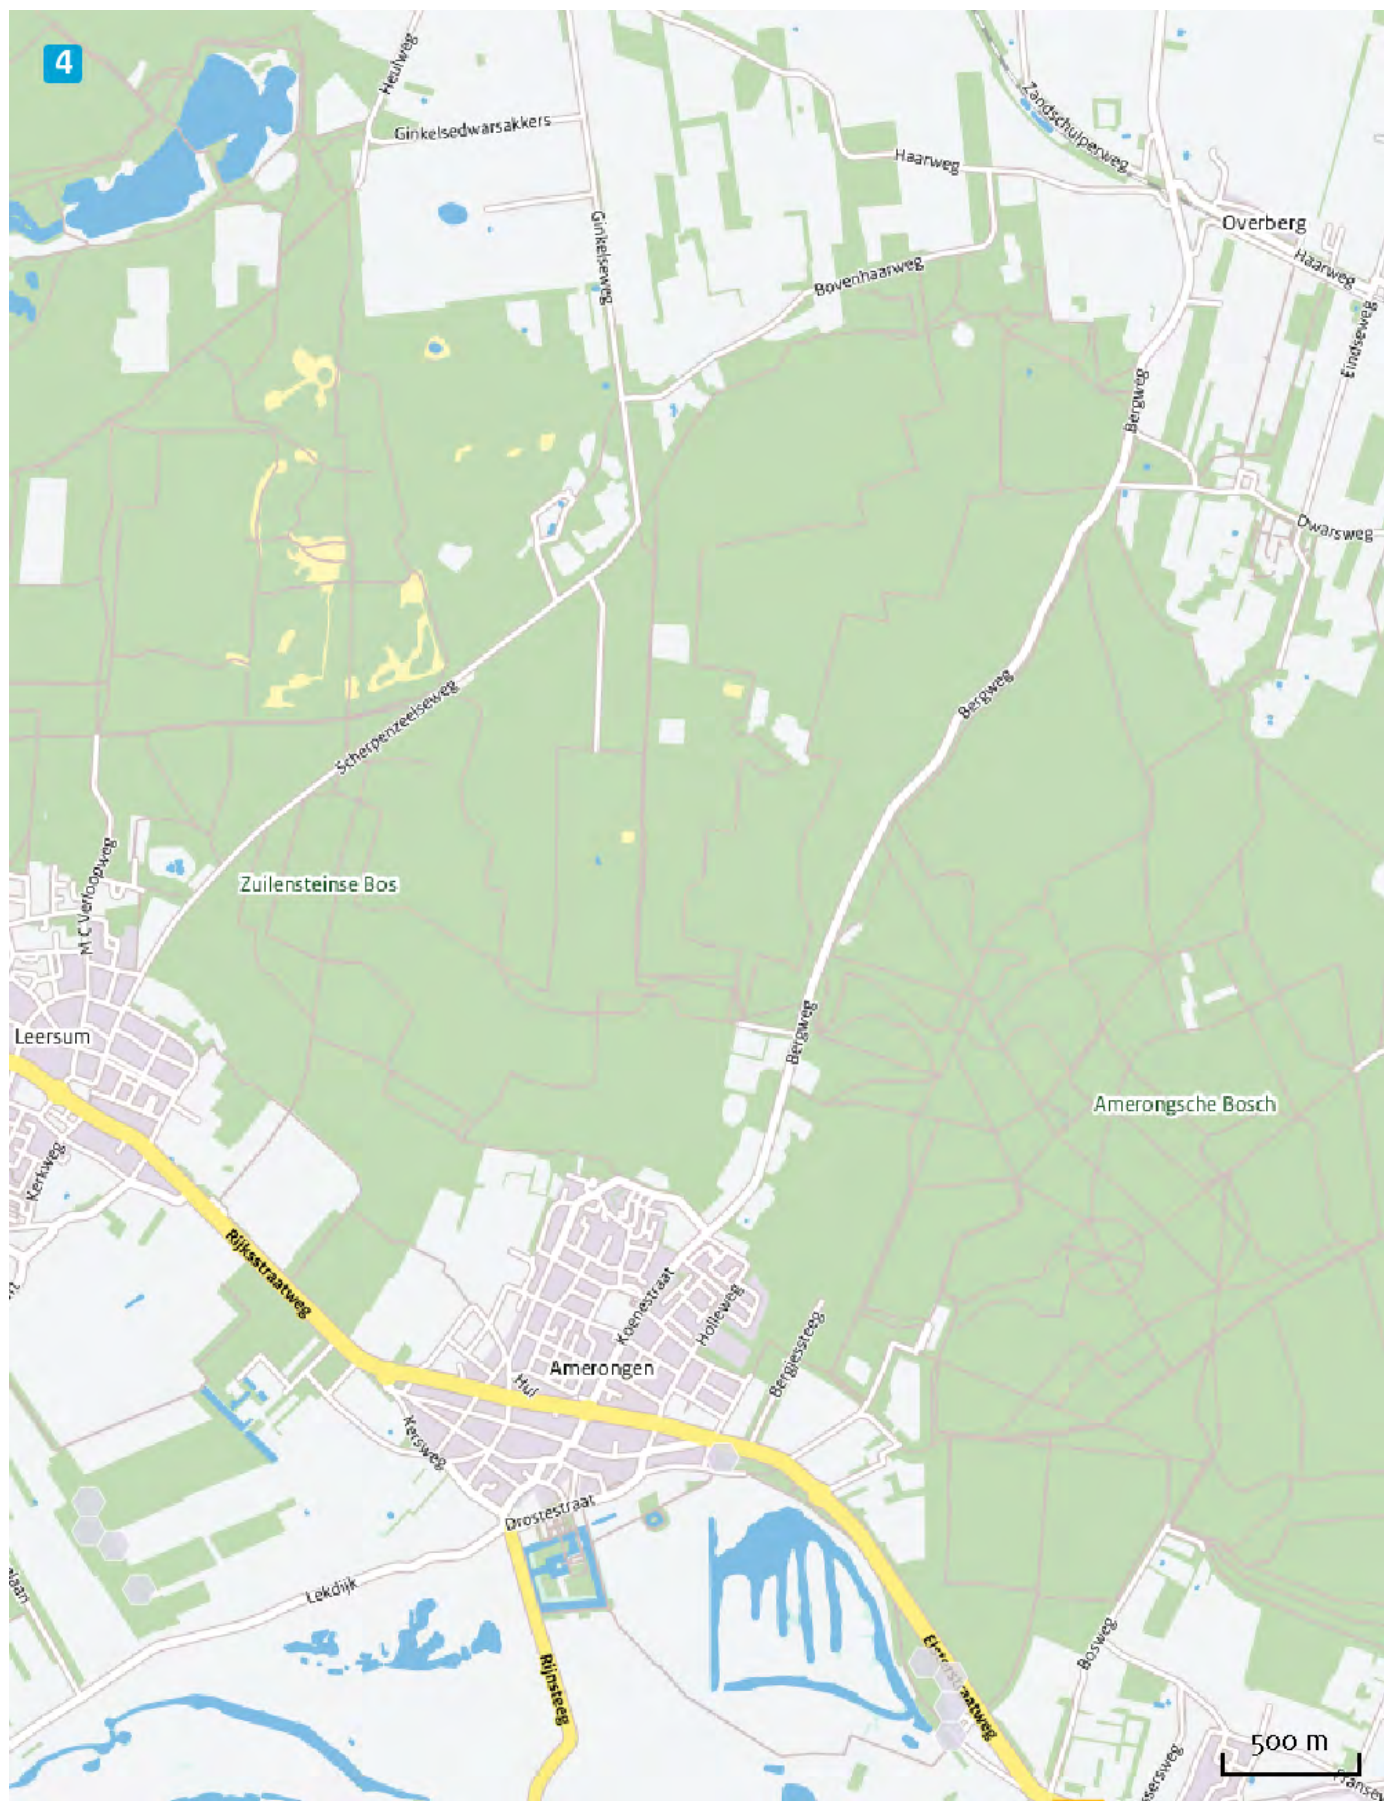 4
Heulweg
Ginkelsedwarsakkers
Zandschulperweg
Haarweg
Ginkelseweg
Overberg
Haarweg
Bovenhaarweg
Eindseweg
Bergweg
Dwarsweg
Bergweg
Scherpenzeelseweg
M C Verloopweg
Zuilensteinse Bos
Leersum
Bergweg
Amerongsche Bosch
Kerkweg
Rijksstraatweg
Koenestraat
Holleweg
Bergjessteeg
Amerongen
Hul
Kersweg
Drostestraat
Lekdijk
Bosweg
Rijnsteeg
500 m